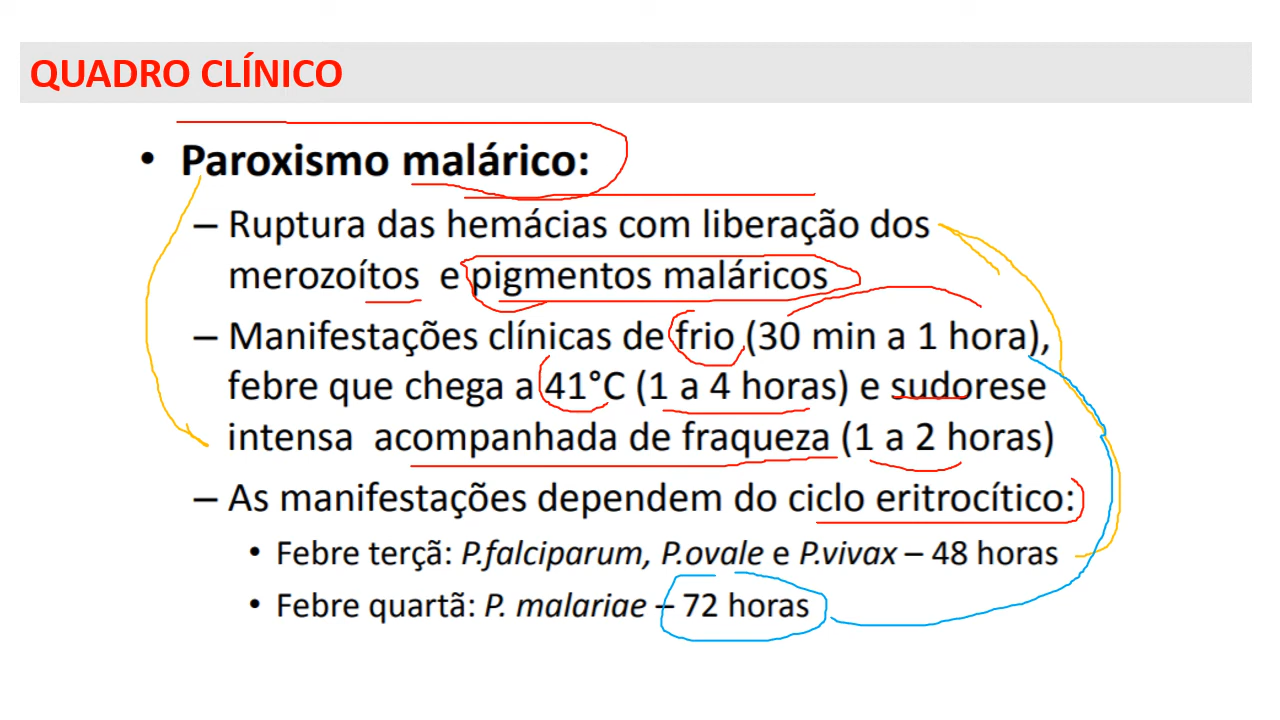 QUADRO CLÍNICO
• Paroxismo malárico:
– Ruptura das hemácias com liberação dos
merozoítos e pigmentos maláricos
– Manifestações clínicas de frio (30 min a 1 hora),
febre que chega a 41°C (1 a 4 horas) e sudorese
intensa acompanhada de fraqueza (1 a 2 horas)
– As manifestações dependem do ciclo eritrocítico:
• Febre terçã: P.falciparum, P.ovale e P.vivax – 48 horas
• Febre quartã: P. malariae – 72 horas